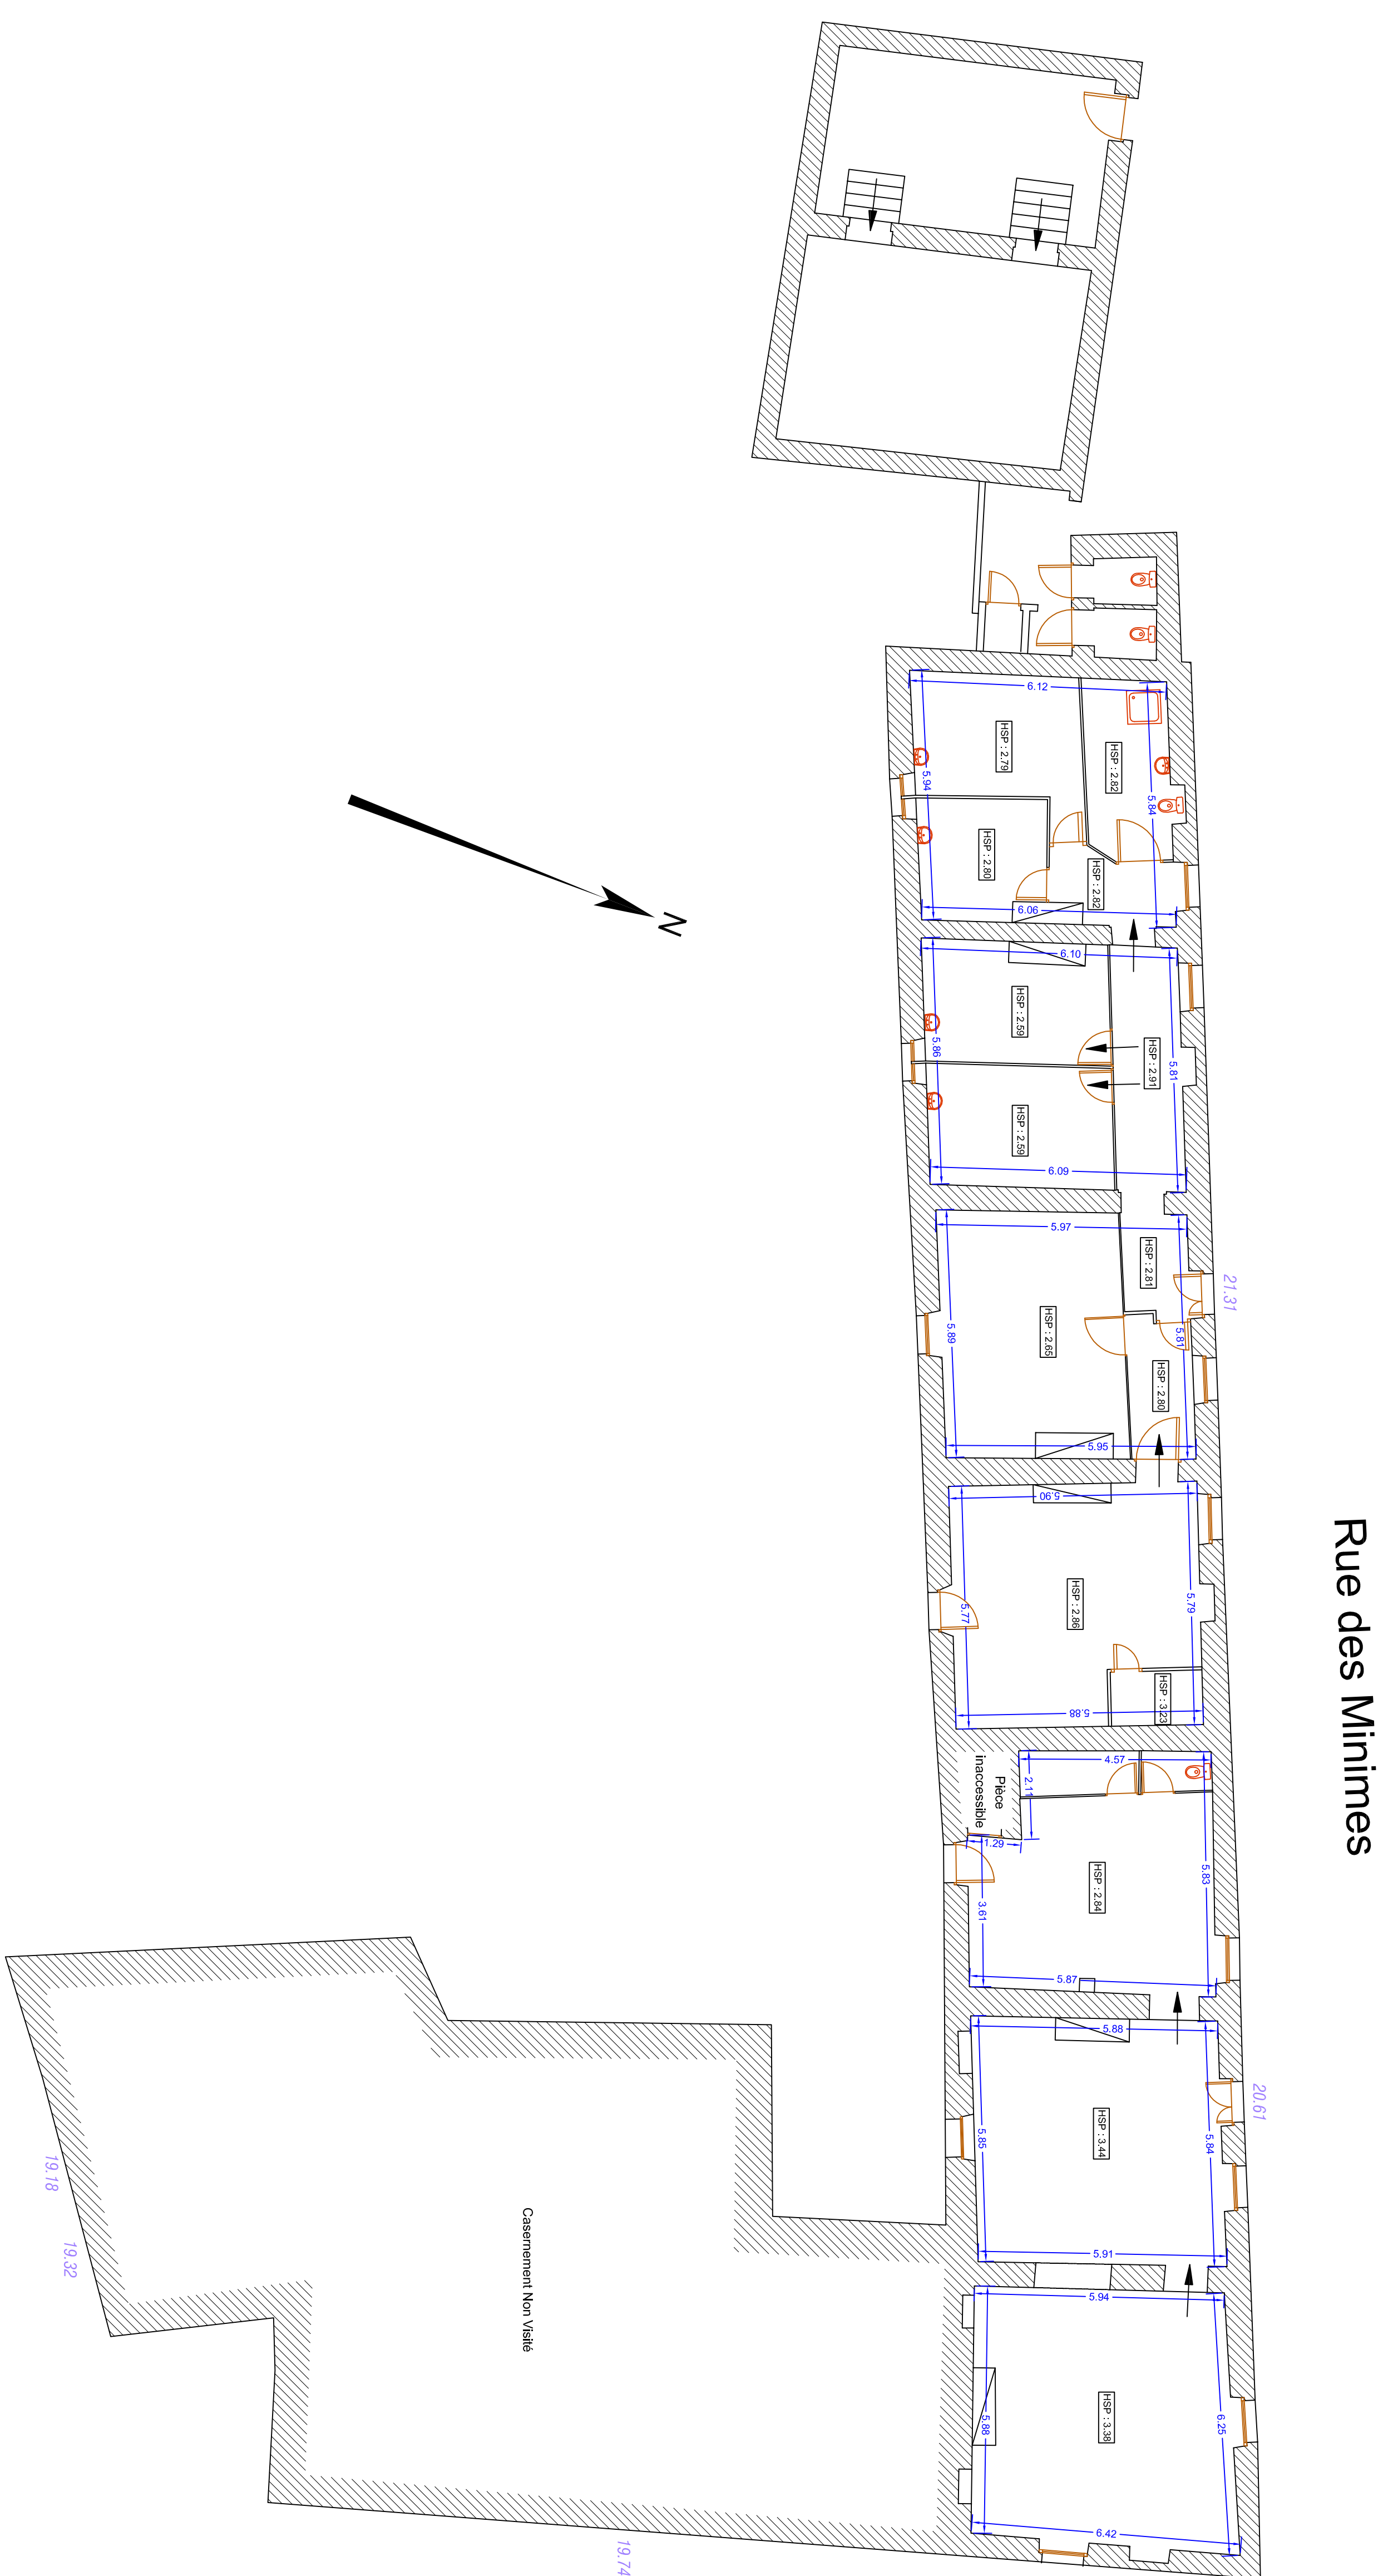 6.12
HSP : 2.79
HSP : 2.82
5.94
5.84
HSP : 2.80
HSP : 2.82
6.06
N
6.10
HSP : 2.59
5.86
HSP : 2.91
5.81
HSP : 2.59
6.09
5.97
HSP : 2.81
21.31
5.89
HSP : 2.65
5.81
HSP : 2.80
5.95
5.90
5.77
HSP : 2.86
5.79
HSP : 3.23
5.88
Rue des Minimes
Pièce
inaccessible
4.57
2.11
1.29
HSP : 2.84
5.83
3.61
5.87
5.88
20.61
5.85
HSP : 3.44
5.84
5.91
5.94
HSP : 3.38
5.88
6.25
6.42
Casernement Non Visité
19.18
19.32
19.74